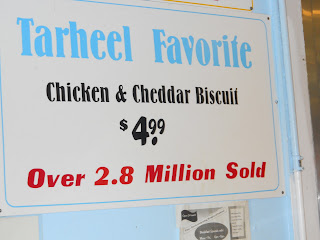 Tarheel Favorite
Chicken & Cheddar Biscuit
$4.99
Over 2.8 Million Sold